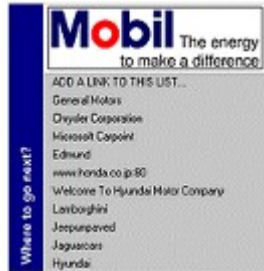 Mobil The energy
to make a difference
ADD A LINK TO THIS LIST...
General Motors
Chrysler Corporation
Microsoft Carpoint
Edmund
www.honda.co.jp:80
Welcome To Hyundai Motor Company
Lamborghini
Jeepunpaved
Jaguarcars
Hyundai
Where to go next?